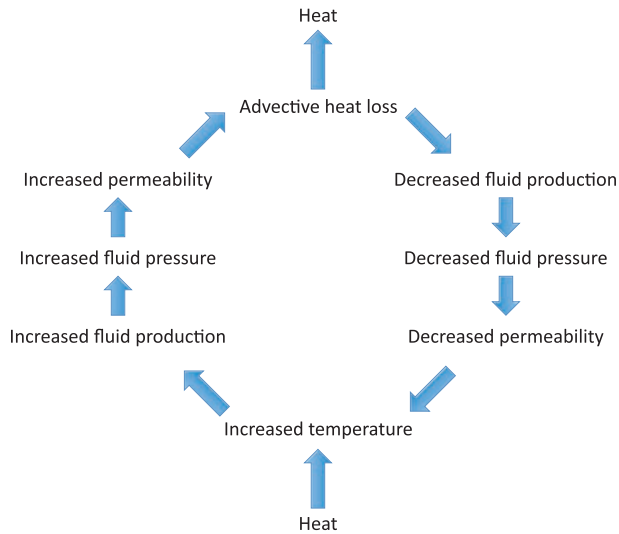 Heat
Advective heat loss
Increased permeability
Decreased fluid production
Increased fluid pressure
Decreased fluid pressure
Increased fluid production
Decreased permeability
Increased temperature
Heat